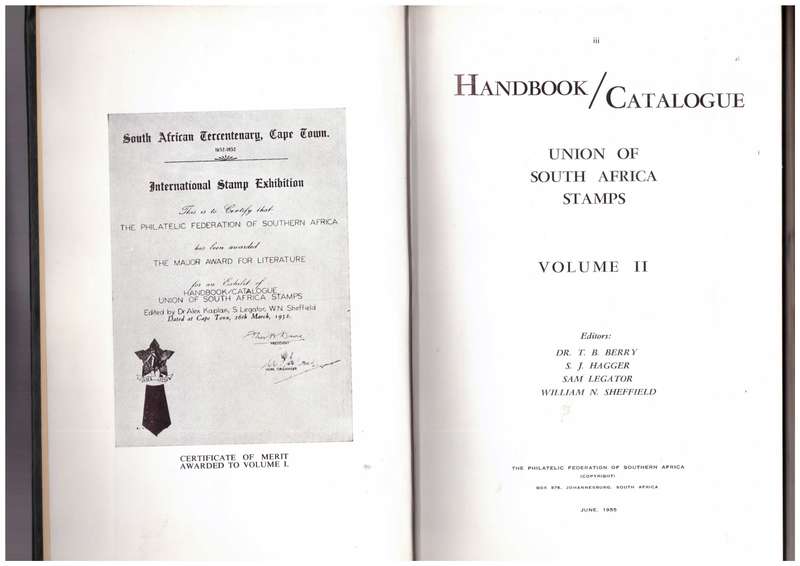 South African Tercentenary, Cape Town.
1652-1952
International Stamp Exhibition
This is to Certify that
THE PHILATELIC FEDERATION OF SOUTHERN AFRICA
has been awarded
THE MAJOR AWARD FOR LITERATURE
for an Exhibit of
HANDBOOK/CATALOGUE
UNION OF SOUTH AFRICA STAMPS
Edited by Dr Alex Kaplan, S. Legator, W.N. Sheffield
Dated at Cape Town, 26th March, 1952.
PRESIDENT
CERTIFICATE OF MERIT
AWARDED TO VOLUME I.
iii
HANDBOOK/CATALOGUE
UNION OF
SOUTH AFRICA
STAMPS
VOLUME II
Editors:
DR. T. B. BERRY
S. J. HAGGER
SAM LEGATOR
WILLIAM N. SHEFFIELD
THE PHILATELIC FEDERATION OF SOUTHERN AFRICA
(COPYRIGHT)
BOX 375, JOHANNESBURG, SOUTH AFRICA
JUNE, 1955